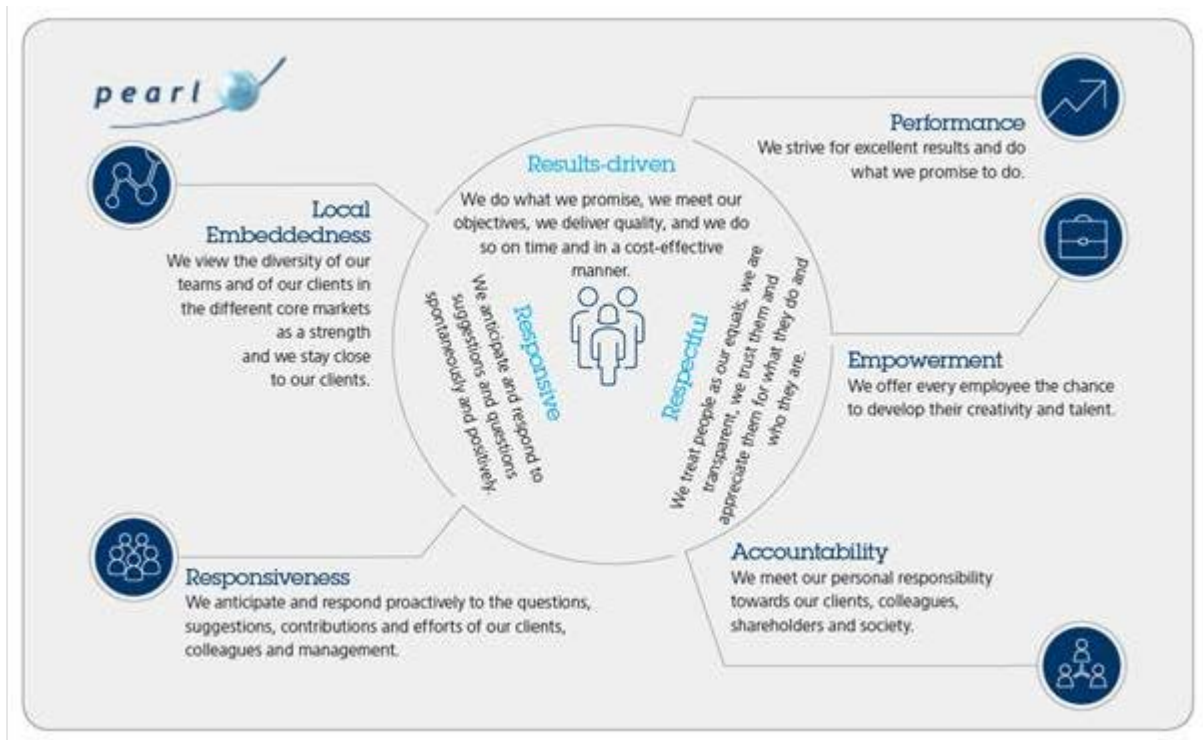 pearl
Performance
We strive for excellent results and do
what we promise to do.
Empowerment
We offer every employee the chance
to develop their creativity and talent.
Accountability
We meet our personal responsibility
towards our clients, colleagues,
shareholders and society.
Responsiveness
We anticipate and respond proactively to the questions,
suggestions, contributions and efforts of our clients,
colleagues and management.
Local
Embeddedness
We view the diversity of our
teams and of our clients in
the different core markets
as a strength
and we stay close
to our clients.
Results-driven
We do what we promise, we meet our
objectives, we deliver quality, and we do
so on time and in a cost-effective
manner.
Respectful
We treat people as our equals, we are
transparent, we trust them and
appreciate them for what they do and
who they are.
Responsive
We anticipate and respond to
suggestions and questions
spontaneously and positively.